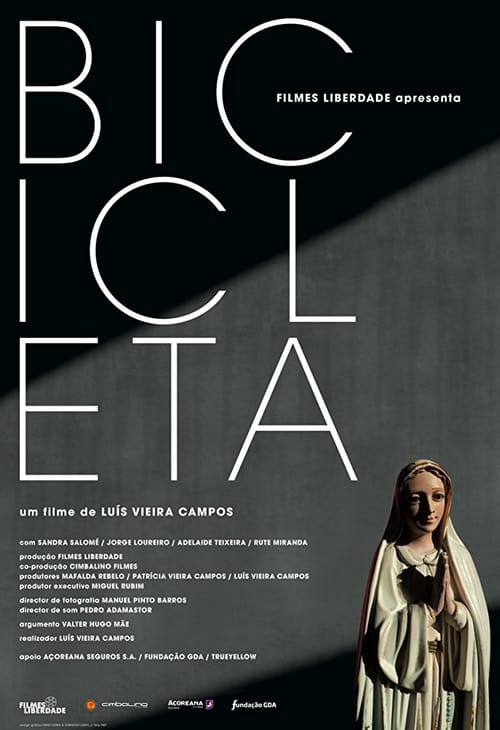 BIC
FILMES LIBERDADE apresenta
ICL
ETA
um filme de LUÍS VIEIRA CAMPOS
com SANDRA SALOMÉ / JORGE LOUREIRO / ADELAIDE TEIXEIRA / RUTE MIRANDA
produção FILMES LIBERDADE
co-produção CIMBALINO FILMES
produtores MAFALDA REBELO / PATRÍCIA VIEIRA CAMPOS / LUÍS VIEIRA CAMPOS
produtor executivo MIGUEL RUBIM
director de fotografia MANUEL PINTO BARROS
director de som PEDRO ADAMASTOR
argumento VALTER HUGO MÃE
realizador LUÍS VIEIRA CAMPOS
apoio AÇOREANA SEGUROS S.A. / FUNDAÇÃO GDA / TRUEYELLOW
FILMES LIBERDADE
cimbalino
AÇOREANA
fundação GDA